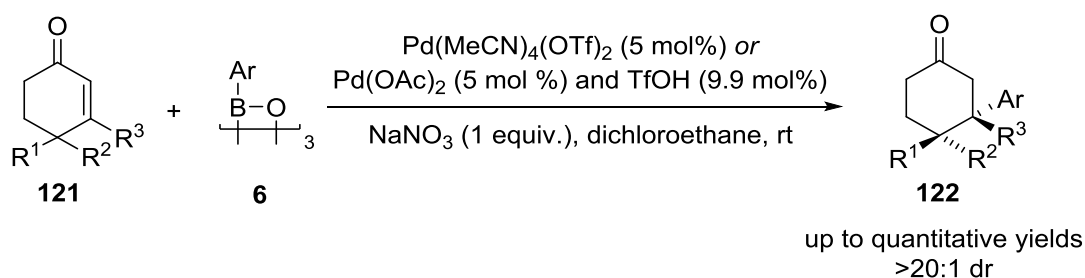 O
R³
R¹
R²
121
+
Ar
B
O
3
6
Pd(MeCN)₄(OTf)₂ (5 mol%) or
Pd(OAc)₂ (5 mol %) and TfOH (9.9 mol%)
NaNO₃ (1 equiv.), dichloroethane, rt
O
Ar
R³
R¹
R²
122
up to quantitative yields
>20:1 dr